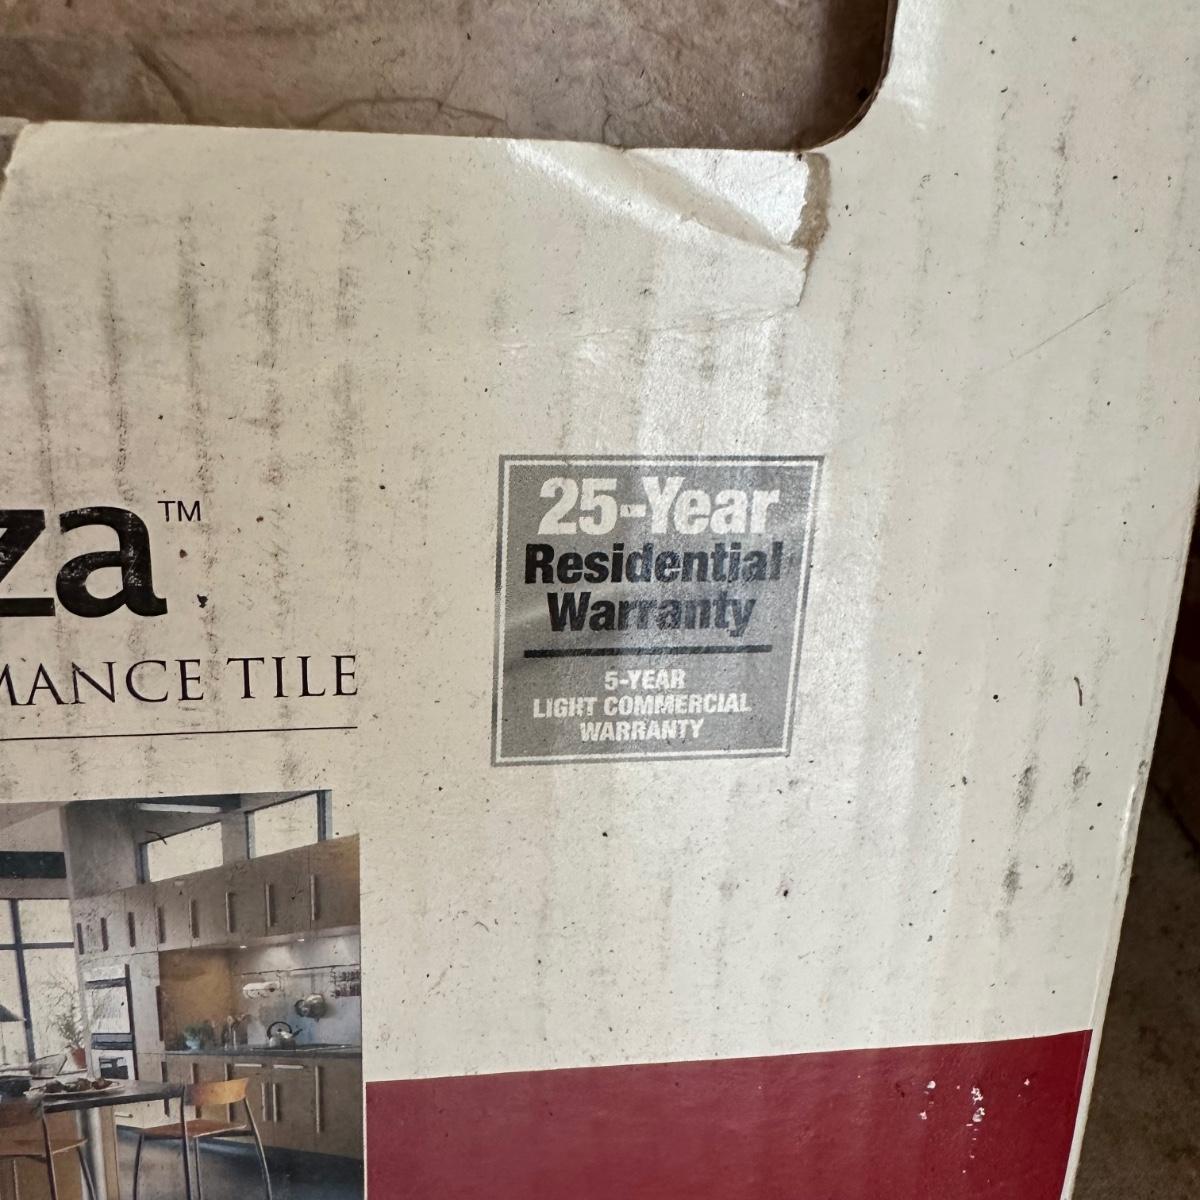 za™
MANCE TILE
25-Year
Residential
Warranty
5-YEAR
LIGHT COMMERCIAL
WARRANTY